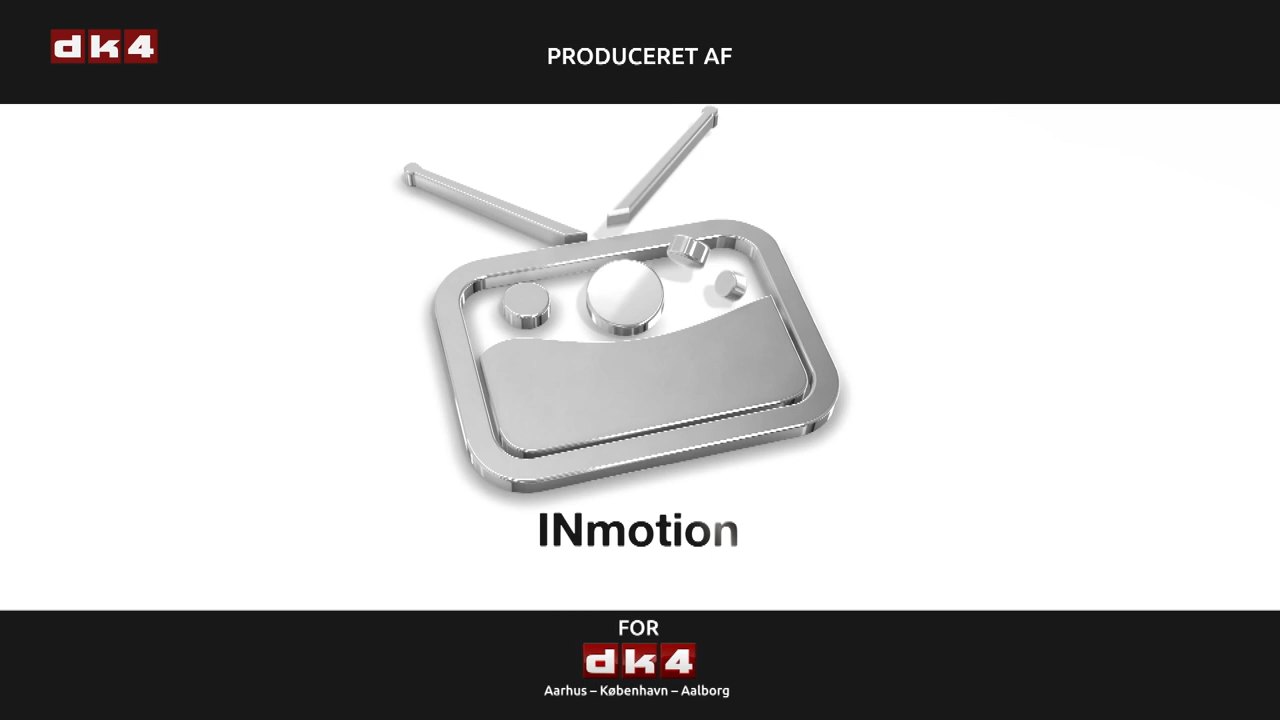 dk4
PRODUCERET AF
INmotion
FOR
dk4
Aarhus – København – Aalborg